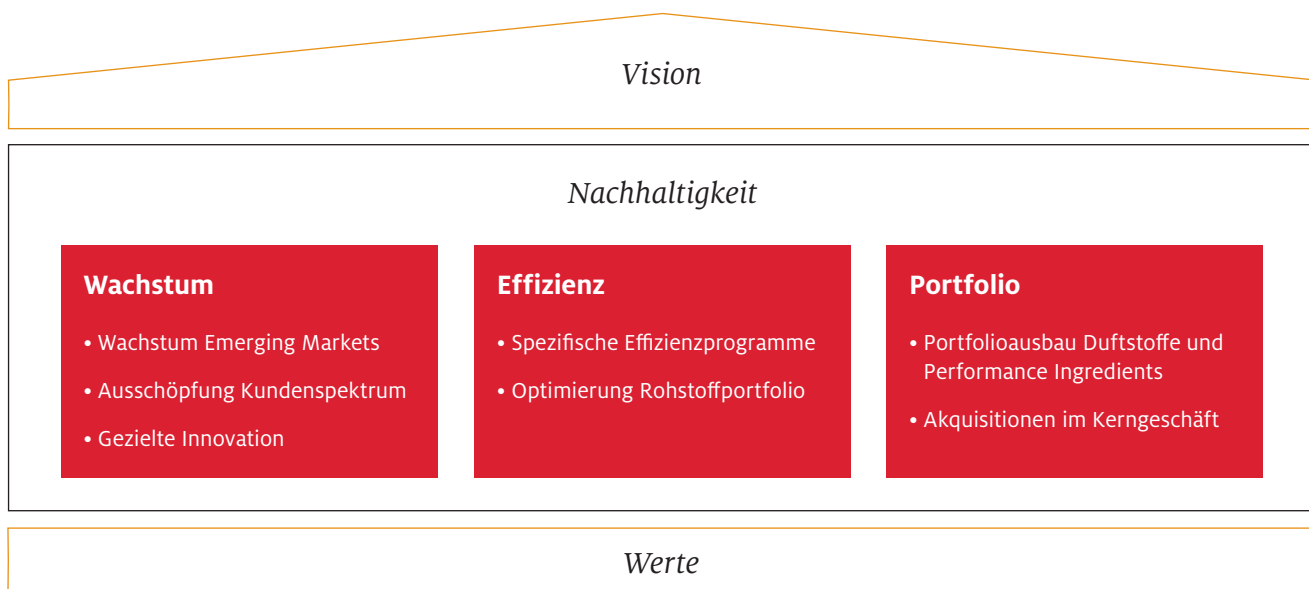 Vision
Nachhaltigkeit
Wachstum
• Wachstum Emerging Markets
• Ausschöpfung Kundenspektrum
• Gezielte Innovation
Effizienz
• Spezifische Effizienzprogramme
• Optimierung Rohstoffportfolio
Portfolio
• Portfolioausbau Duftstoffe und
Performance Ingredients
• Akquisitionen im Kerngeschäft
Werte